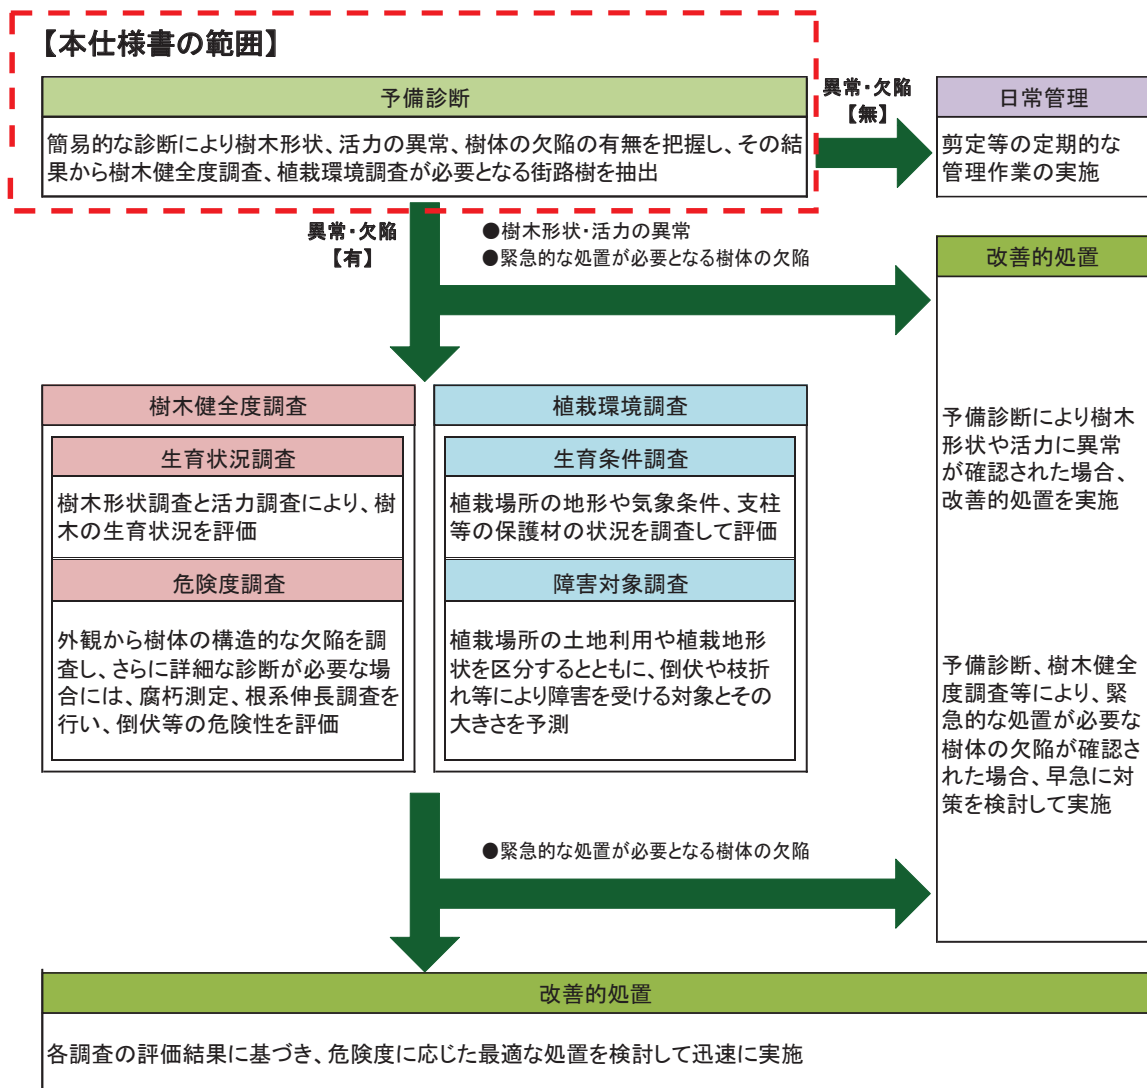 【本仕様書の範囲】
予備診断
簡易的な診断により樹木形状、活力の異常、樹体の欠陥の有無を把握し、その結
果から樹木健全度調査、植栽環境調査が必要となる街路樹を抽出
異常・欠陥
【無】
日常管理
剪定等の定期的な
管理作業の実施
異常・欠陥
【有】
●樹木形状・活力の異常
●緊急的な処置が必要となる樹体の欠陥
改善的処置
予備診断により樹木
形状や活力に異常
が確認された場合、
改善的処置を実施
予備診断、樹木健全
度調査等により、緊
急的な処置が必要な
樹体の欠陥が確認さ
れた場合、早急に対
策を検討して実施
樹木健全度調査
生育状況調査
樹木形状調査と活力調査により、樹
木の生育状況を評価
危険度調査
外観から樹体の構造的な欠陥を調
査し、さらに詳細な診断が必要な場
合には、腐朽測定、根系伸長調査を
行い、倒伏等の危険性を評価
植栽環境調査
生育条件調査
植栽場所の地形や気象条件、支柱
等の保護材の状況を調査して評価
障害対象調査
植栽場所の土地利用や植栽地形
状を区分するとともに、倒伏や枝折
れ等により障害を受ける対象とその
大きさを予測
●緊急的な処置が必要となる樹体の欠陥
改善的処置
各調査の評価結果に基づき、危険度に応じた最適な処置を検討して迅速に実施